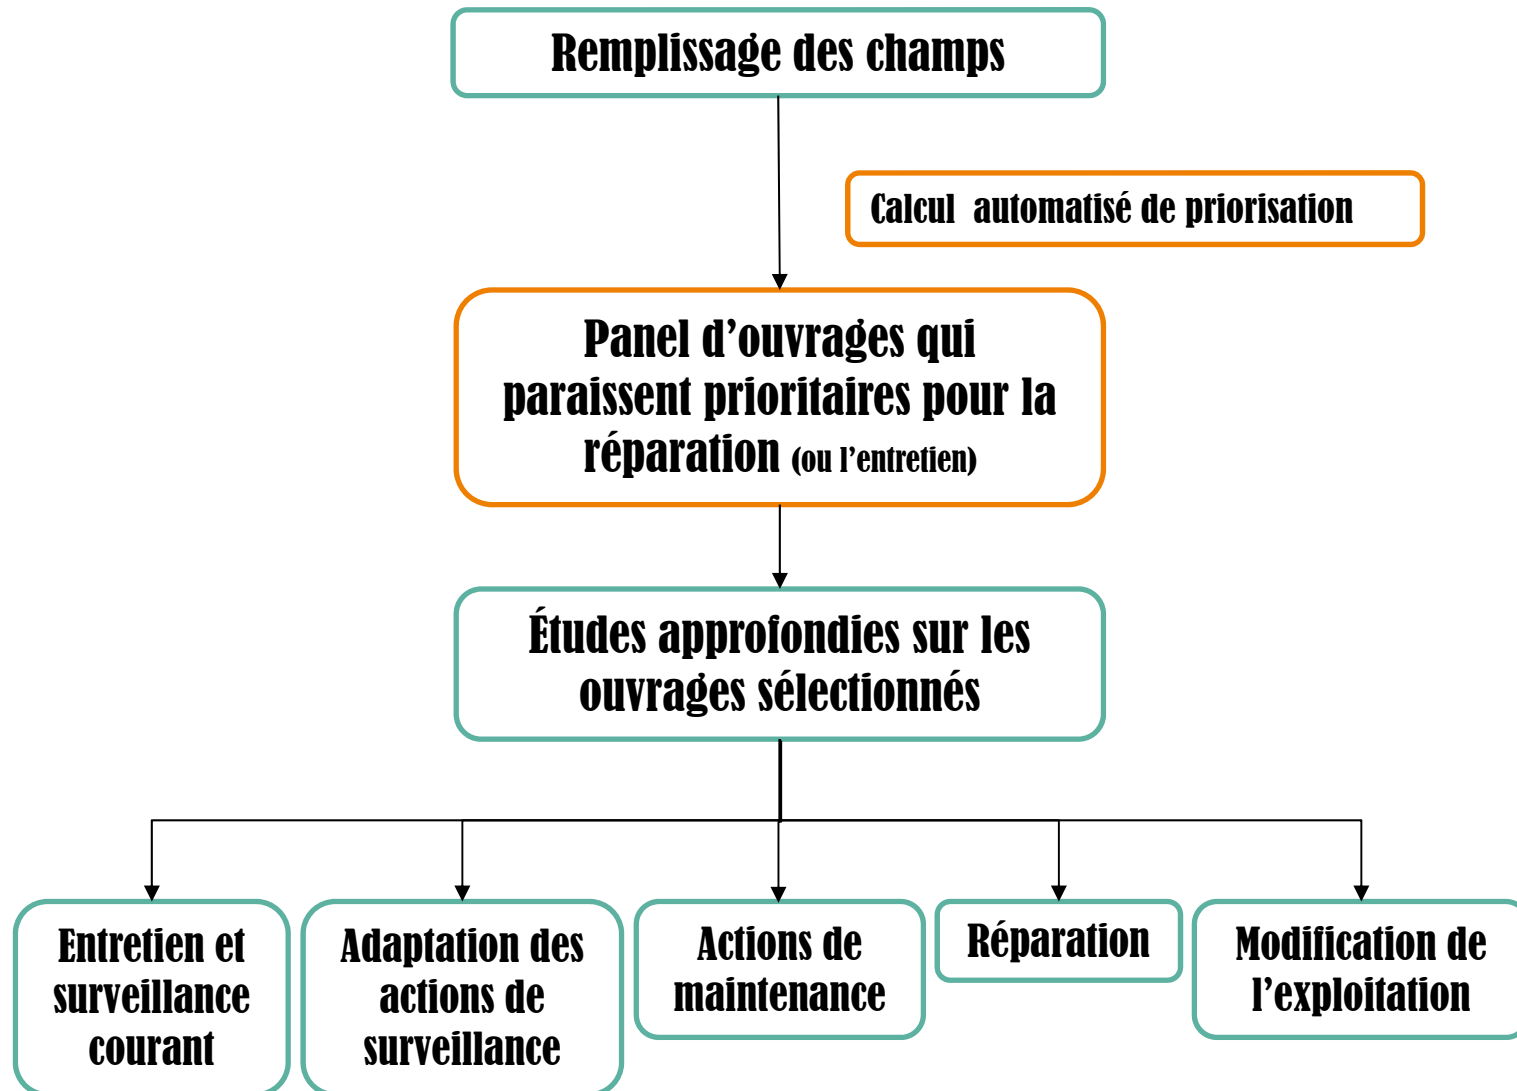 Remplissage des champs
Calcul  automatisé de priorisation
Panel d’ouvrages qui
paraissent prioritaires pour la
réparation (ou l’entretien)
Études approfondies sur les
ouvrages sélectionnés
Entretien et
surveillance
courant
Adaptation des
actions de
surveillance
Actions de
maintenance
Réparation
Modification de
l’exploitation